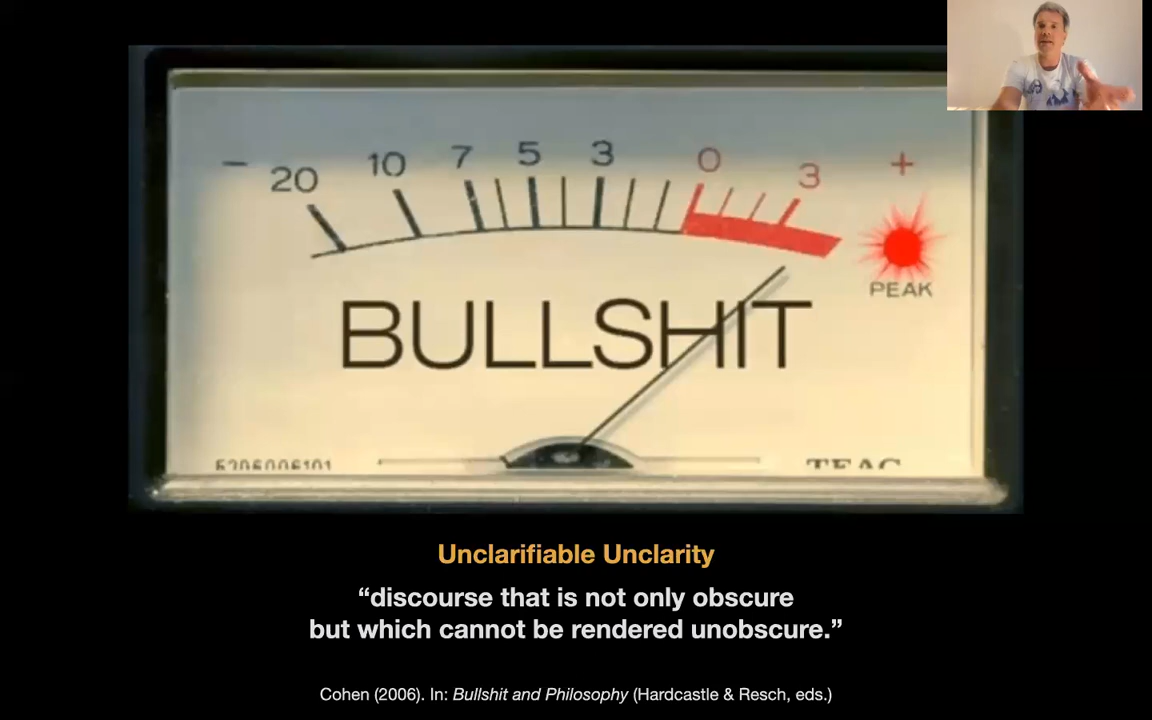 − 20 10 7 5 3 0 3 +
PEAK
BULLSHIT
TEAC
Unclarifiable Unclarity
“discourse that is not only obscure
but which cannot be rendered unobscure.”
Cohen (2006). In: Bullshit and Philosophy (Hardcastle & Resch, eds.)